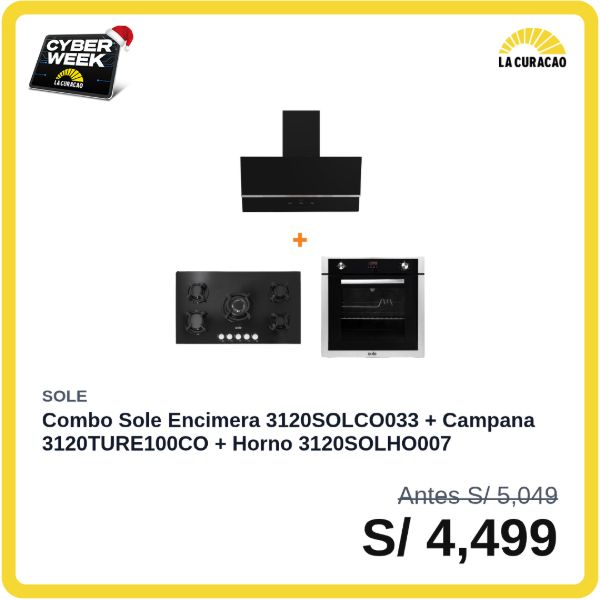 CYBER
WEEK
LA CURACAO
LA CURACAO
SOLE
Combo Sole Encimera 3120SOLCO033 + Campana
3120TURE100CO + Horno 3120SOLHO007
Antes S/ 5,049
S/ 4,499